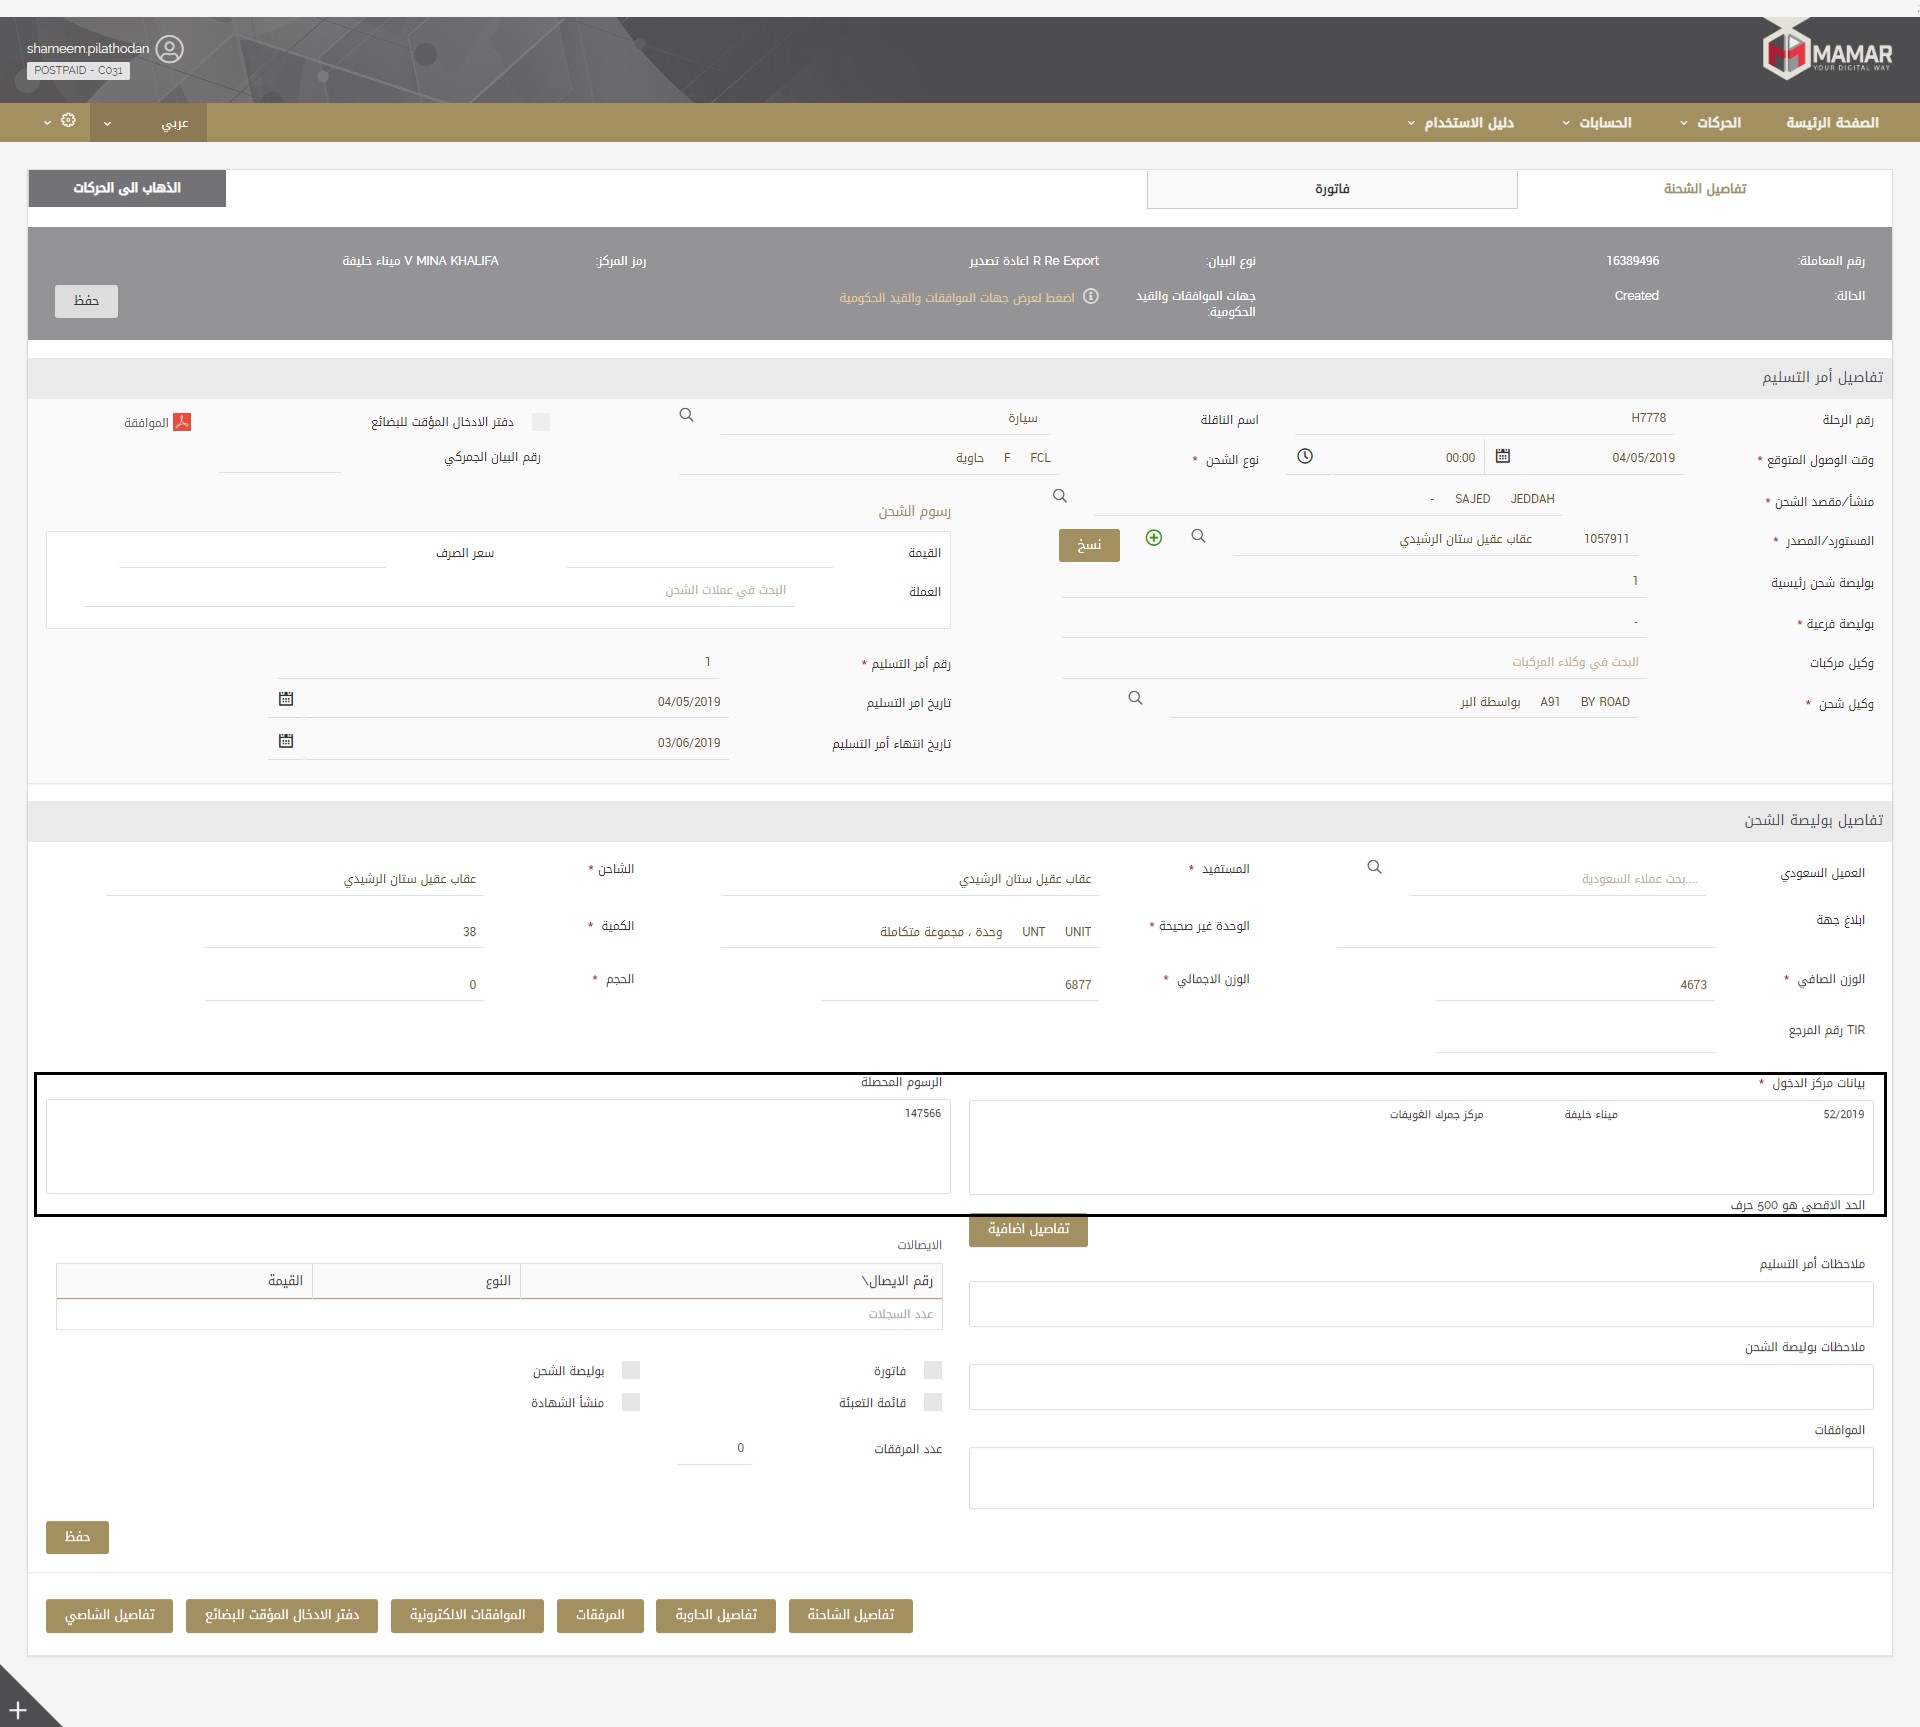 shameem.pilathodan
POSTPAID - C031
MAMAR
YOUR DIGITAL WAY
الصفحة الرئيسة الحركات الحسابات دليل الاستخدام عربي
تفاصيل الشحنة فاتورة الذهاب الى الحركات
رقم المعاملة: 16389496 نوع البيان: R Re Export اعادة تصدير رمز المركز: V MINA KHALIFA ميناء خليفة
الحالة: Created جهات الموافقات والقيد الحكومية: اضغط لعرض جهات الموافقات والقيد الحكومية حفظ
تفاصيل أمر التسليم
رقم الرحلة H7778 اسم الناقلة سيارة دفتر الادخال المؤقت للبضائع الموافقة
وقت الوصول المتوقع * 04/05/2019 00:00 نوع الشحن * FCL F حاوية رقم البيان الجمركي
منشأ/مقصد الشحن * JEDDAH SAJED - رسوم الشحن
المستورد/المصدر * 1057911 عقاب عقيل ستان الرشيدي نسخ القيمة سعر الصرف
بوليصة شحن رئيسية 1 العملة البحث في عملات الشحن
بوليصة فرعية * -
وكيل مركبات البحث في وكلاء المركبات رقم أمر التسليم * 1
وكيل شحن * BY ROAD A91 بواسطة البر تاريخ امر التسليم 04/05/2019
تاريخ انتهاء أمر التسليم 03/06/2019
تفاصيل بوليصة الشحن
العميل السعودي بحث عملاء السعودية.... المستفيد * عقاب عقيل ستان الرشيدي الشاحن * عقاب عقيل ستان الرشيدي
ابلاغ جهة الوحدة غير صحيحة * UNIT UNT وحدة ، مجموعة متكاملة الكمية * 38
الوزن الصافي * 4673 الوزن الاجمالي * 6877 الحجم * 0
TIR رقم المرجع
بيانات مركز الدخول * الرسوم المحصلة
52/2019 ميناء خليفة مركز جمرك الغويفات 147566
الحد الاقصى هو 500 حرف
تفاصيل اضافية
الايصالات
ملاحظات أمر التسليم رقم الايصال\ النوع القيمة
عدد السجلات
ملاحظات بوليصة الشحن
فاتورة بوليصة الشحن
قائمة التعبئة منشأ الشهادة
الموافقات
عدد المرفقات 0
حفظ
تفاصيل الشاحنة تفاصيل الحاوية المرفقات الموافقات الالكترونية دفتر الادخال المؤقت للبضائع تفاصيل الشاصي